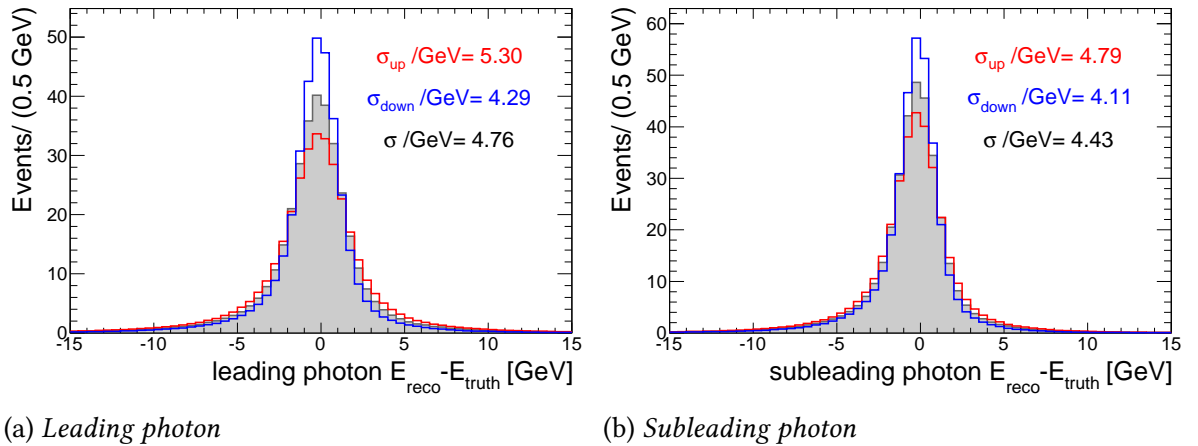 Events/ (0.5 GeV)
50
40
30
20
10
0
σup /GeV= 5.30
σdown /GeV= 4.29
σ /GeV= 4.76
-15 -10 -5 0 5 10 15
leading photon Ereco-Etruth [GeV]
(a) Leading photon
Events/ (0.5 GeV)
60
50
40
30
20
10
0
σup /GeV= 4.79
σdown /GeV= 4.11
σ /GeV= 4.43
-15 -10 -5 0 5 10 15
subleading photon Ereco-Etruth [GeV]
(b) Subleading photon